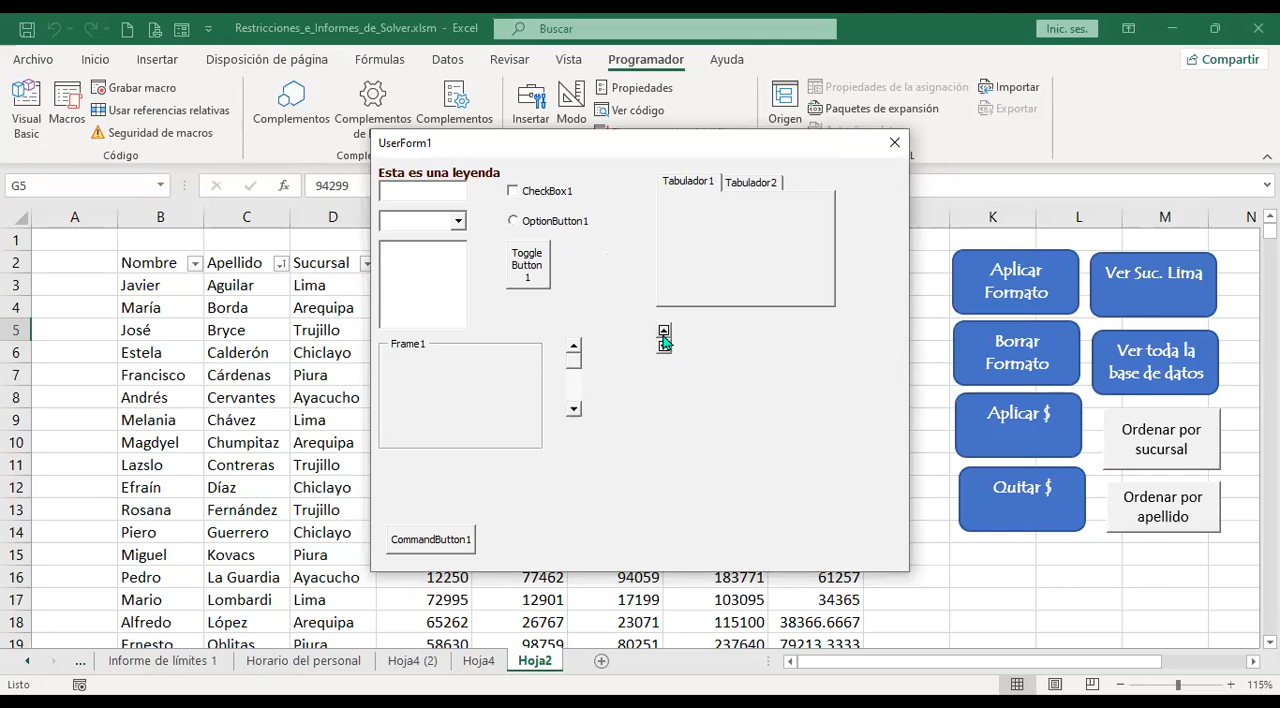 Restricciones_e_Informes_de_Solver.xlsm - Excel
Buscar
Inic. ses.
Archivo Inicio Insertar Disposición de página Fórmulas Datos Revisar Vista Programador Ayuda
Compartir
Visual Basic
Macros
Grabar macro
Usar referencias relativas
Seguridad de macros
Código
Complementos
Complementos
Complementos
Insertar
Modo
Propiedades
Ver código
Origen
Propiedades de la asignación
Paquetes de expansión
Importar
Exportar
G5
fx
94299
A B C D K L M N
UserForm1
Esta es una leyenda
CheckBox1
OptionButton1
Toggle
Button
1
Tabulador1 Tabulador2
Frame1
CommandButton1
1
2 Nombre Apellido Sucursal
3 Javier Aguilar Lima
4 María Borda Arequipa
5 José Bryce Trujillo
6 Estela Calderón Chiclayo
7 Francisco Cárdenas Piura
8 Andrés Cervantes Ayacucho
9 Melania Chávez Lima
10 Magdyel Chumpitaz Arequipa
11 Lazslo Contreras Trujillo
12 Efraín Díaz Chiclayo
13 Rosana Fernández Trujillo
14 Piero Guerrero Chiclayo
15 Miguel Kovacs Piura
16 Pedro La Guardia Ayacucho 12250 77462 94059 183771 61257
17 Mario Lombardi Lima 72995 12901 17199 103095 34365
18 Alfredo López Arequipa 65262 26767 23071 115100 38366.6667
19 Ernesto Oblitas Piura 58630 98759 80251 237640 79213.3333
Aplicar
Formato
Ver Suc. Lima
Borrar
Formato
Ver toda la
base de datos
Aplicar $
Ordenar por
sucursal
Quitar $
Ordenar por
apellido
... Informe de límites 1 Horario del personal Hoja4 (2) Hoja4 Hoja2
Listo
115%